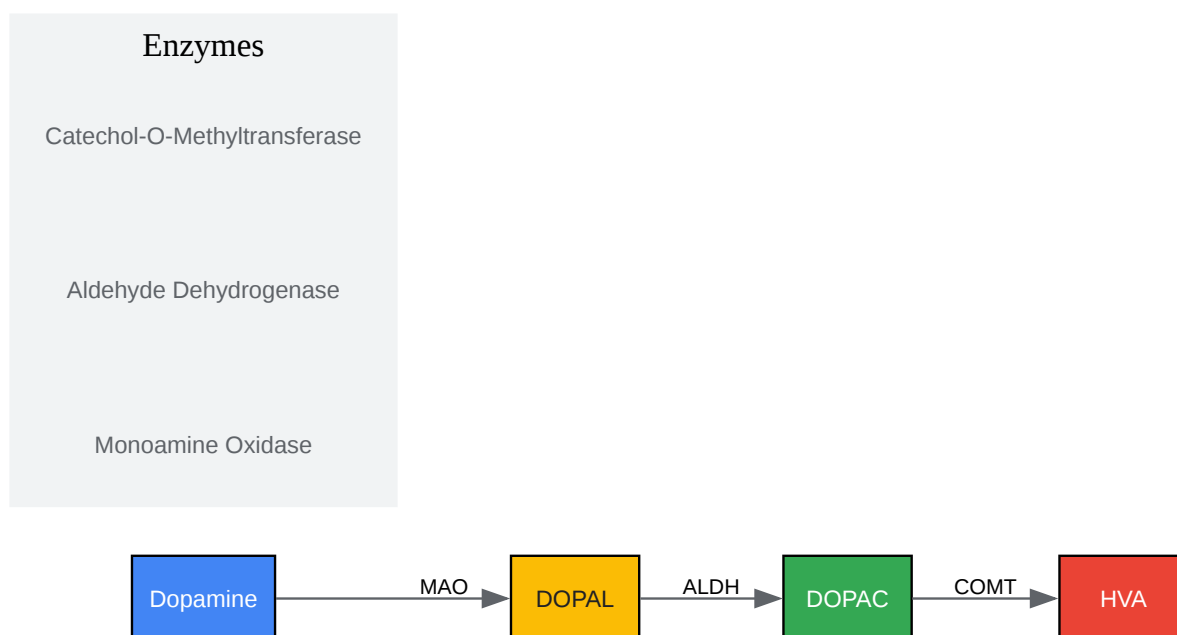 Enzymes
Catechol-O-Methyltransferase
Aldehyde Dehydrogenase
Monoamine Oxidase
Dopamine
MAO
DOPAL
ALDH
DOPAC
COMT
HVA